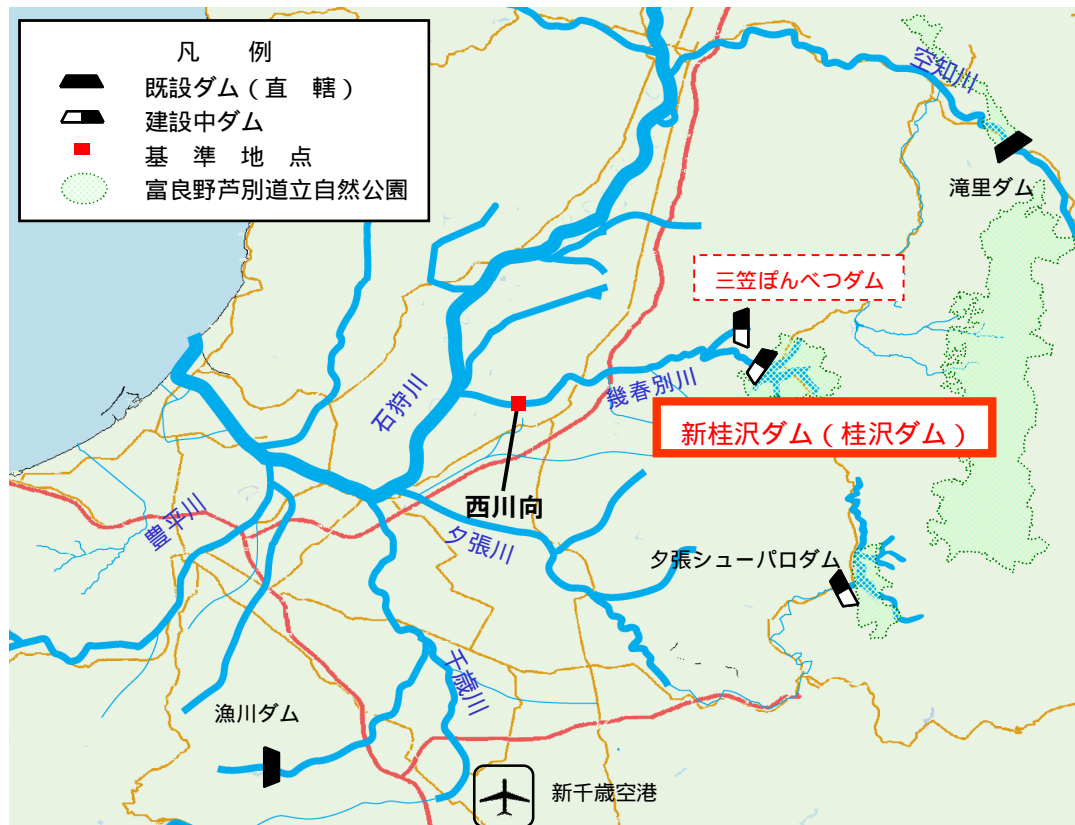 凡　例
既設ダム（直　轄）
建設中ダム
基　準　地　点
富良野芦別道立自然公園
空知川
滝里ダム
三笠ぽんべつダム
幾春別川
石狩川
新桂沢ダム（桂沢ダム）
西川向
豊平川
夕張川
夕張シューパロダム
千歳川
漁川ダム
新千歳空港